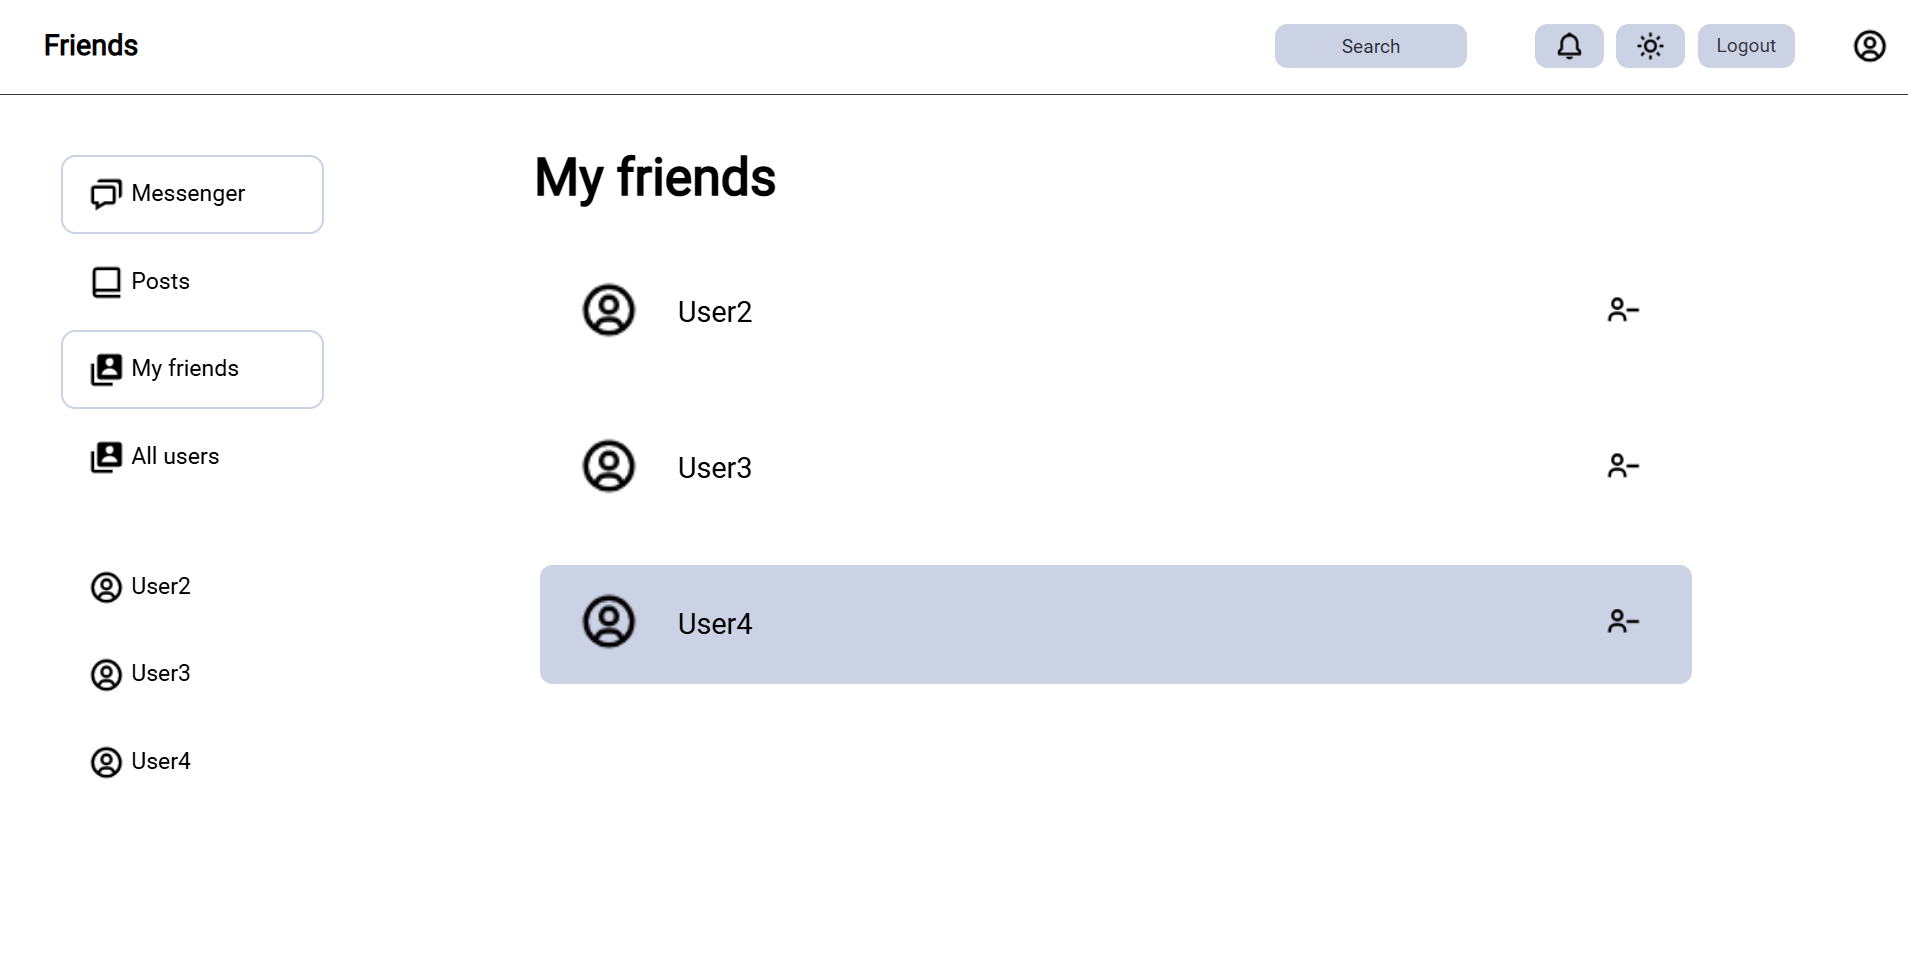 Friends
Search
Logout
Messenger
Posts
My friends
All users
User2
User3
User4
My friends
User2
User3
User4